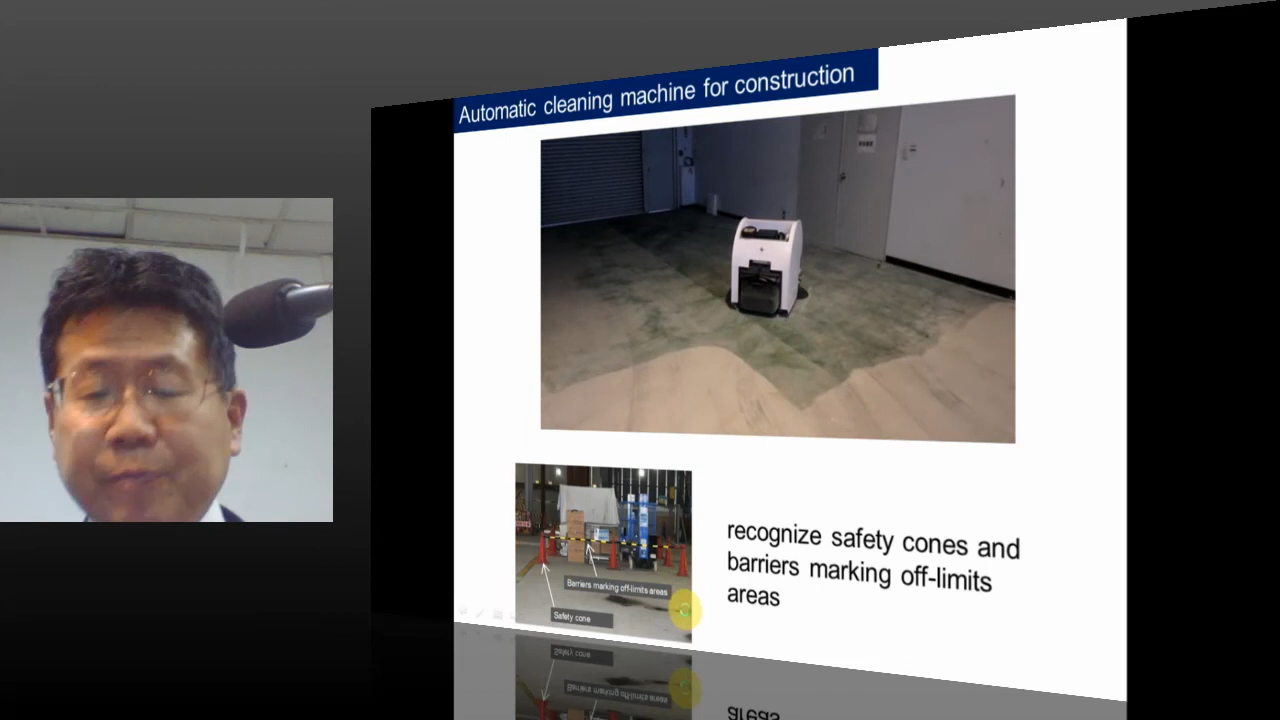 Automatic cleaning machine for construction
Barriers marking off-limits areas
Safety cone
recognize safety cones and
barriers marking off-limits
areas